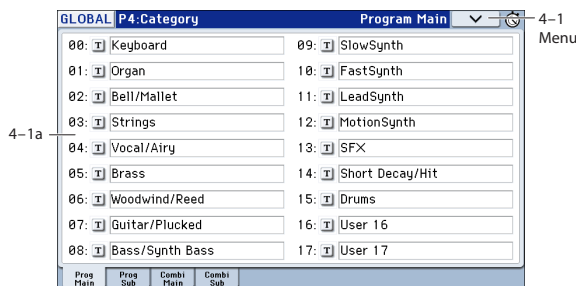 GLOBAL P4:Category Program Main
4–1
Menu
00: T Keyboard
01: T Organ
02: T Bell/Mallet
03: T Strings
04: T Vocal/Airy
05: T Brass
06: T Woodwind/Reed
07: T Guitar/Plucked
08: T Bass/Synth Bass
4–1a
09: T SlowSynth
10: T FastSynth
11: T LeadSynth
12: T MotionSynth
13: T SFX
14: T Short Decay/Hit
15: T Drums
16: T User 16
17: T User 17
Prog Main
Prog Sub
Combi Main
Combi Sub